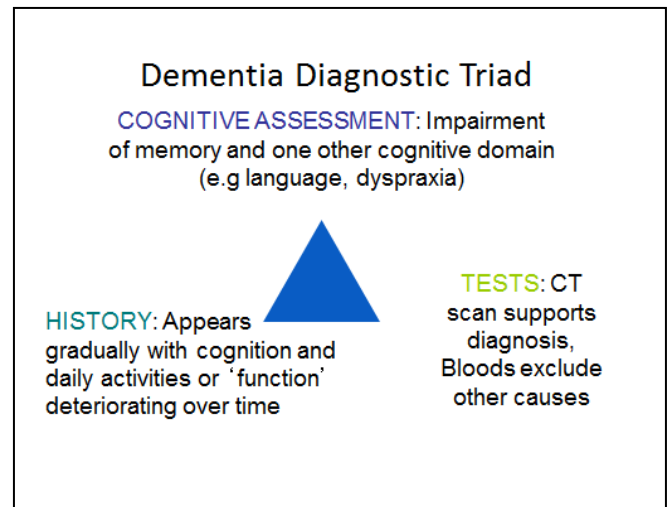 Dementia Diagnostic Triad
COGNITIVE ASSESSMENT: Impairment
of memory and one other cognitive domain
(e.g language, dyspraxia)
HISTORY: Appears
gradually with cognition and
daily activities or ‘function’
deteriorating over time
TESTS: CT
scan supports
diagnosis,
Bloods exclude
other causes